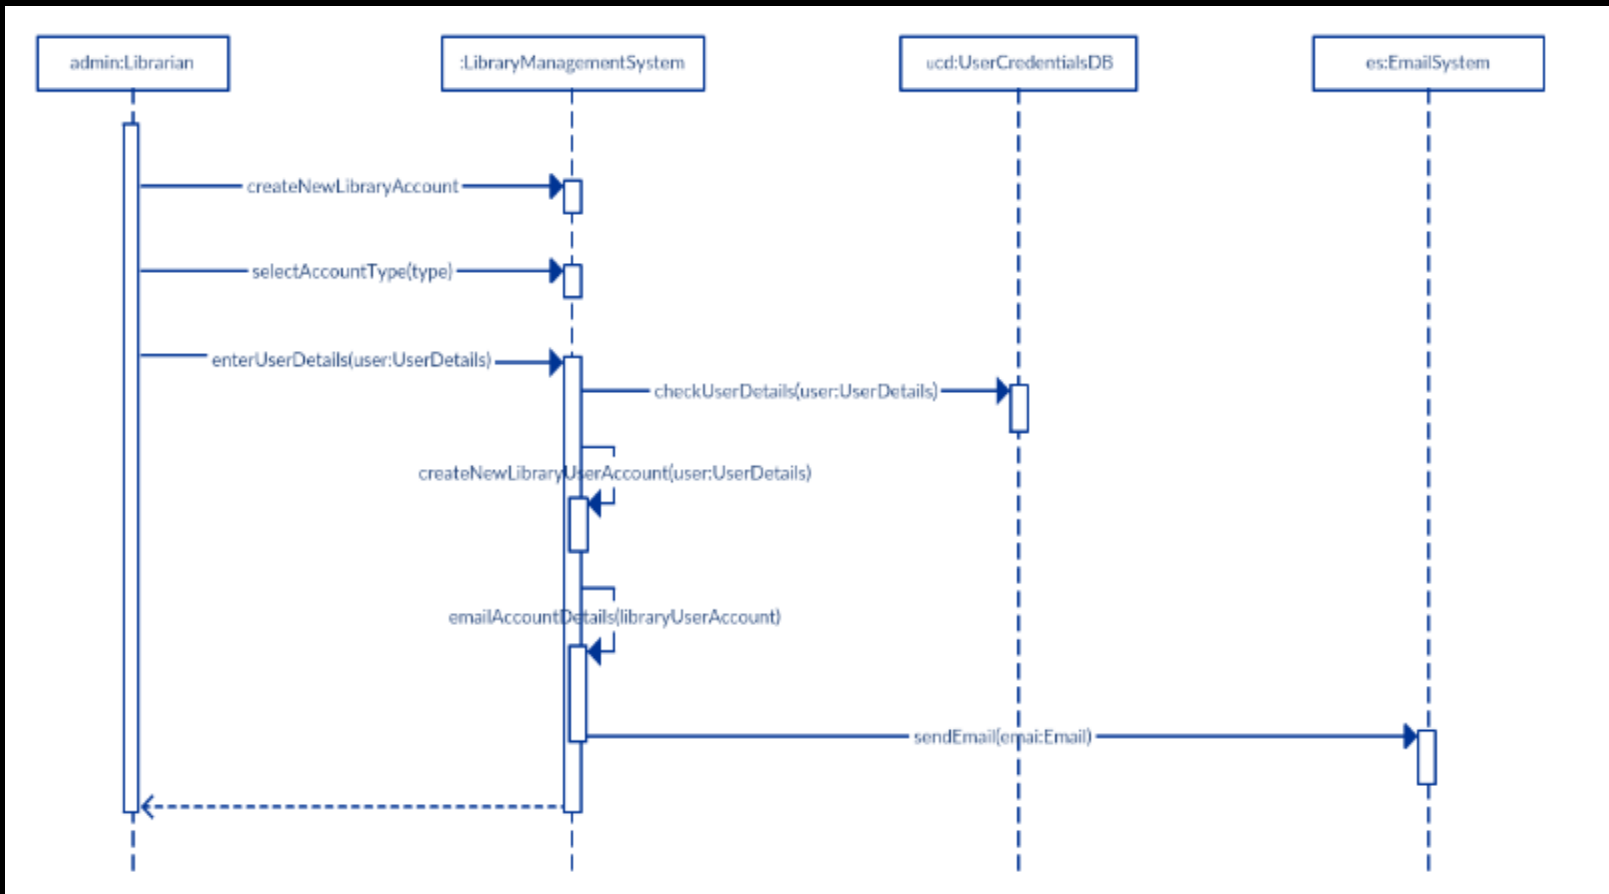 admin:Librarian
:LibraryManagementSystem
ucd:UserCredentialsDB
es:EmailSystem
createNewLibraryAccount
selectAccountType(type)
enterUserDetails(user:UserDetails)
checkUserDetails(user:UserDetails)
createNewLibraryUserAccount(user:UserDetails)
emailAccountDetails(libraryUserAccount)
sendEmail(emai:Email)